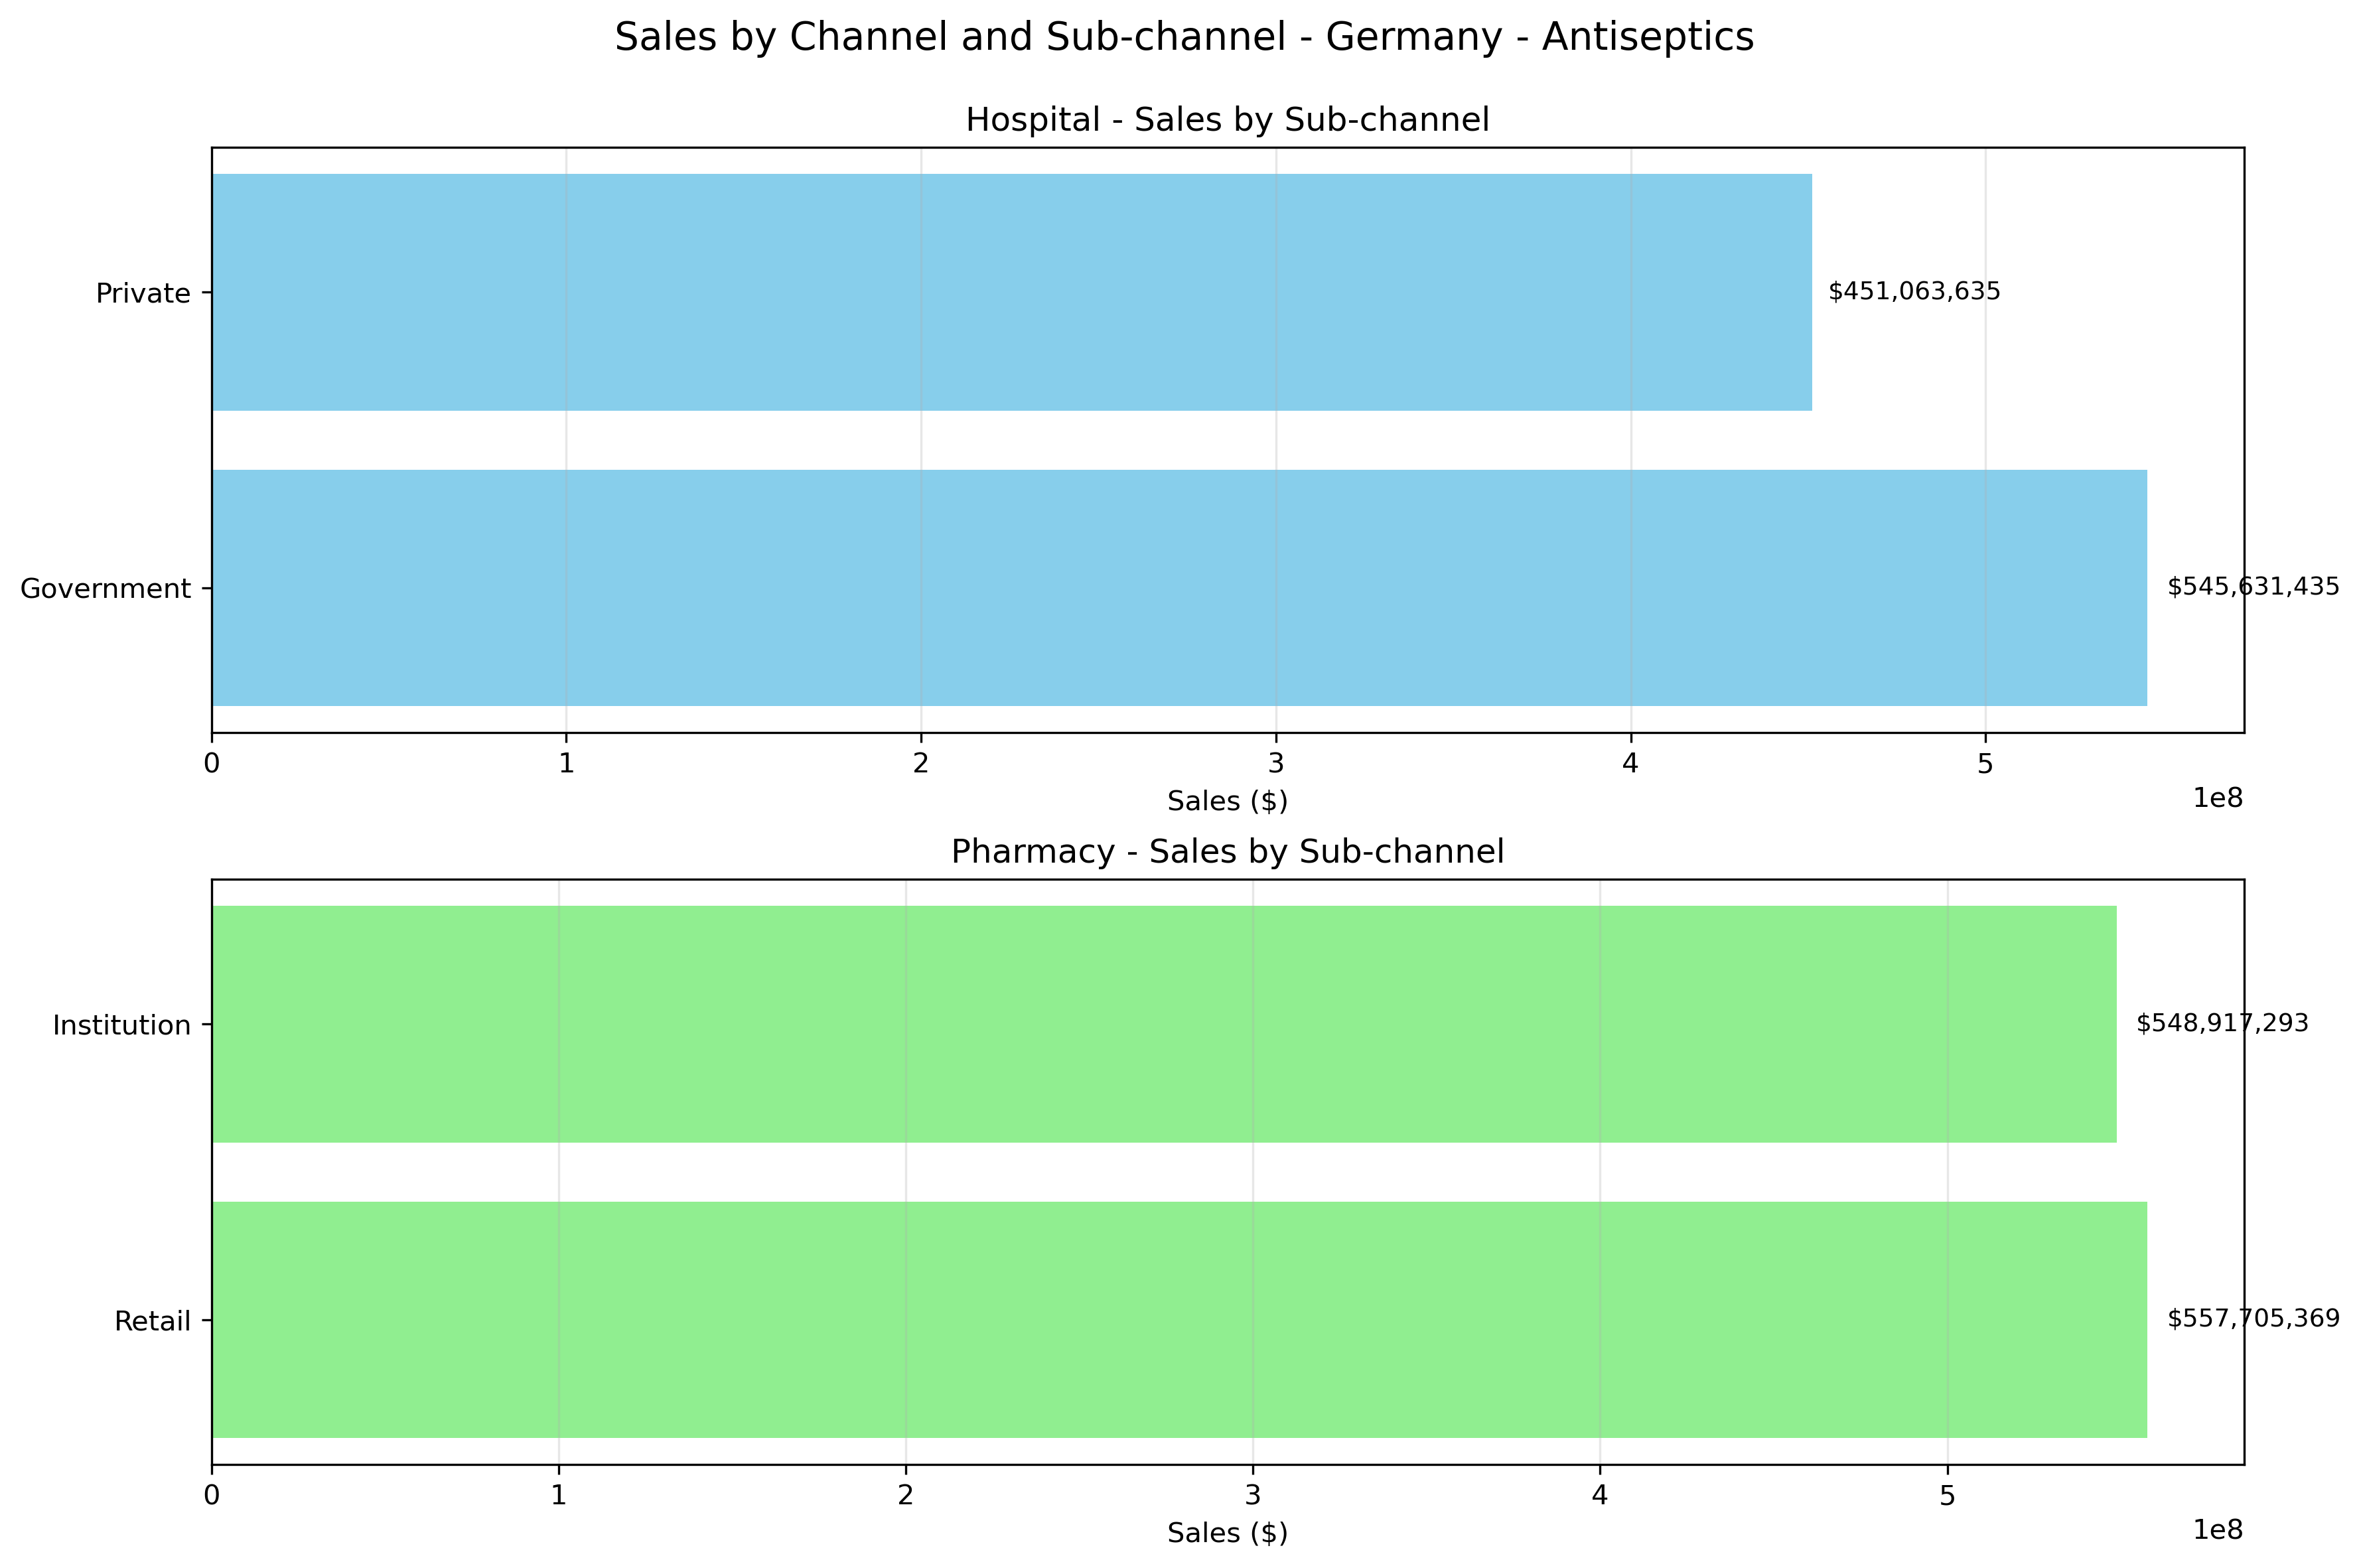 Sales by Channel and Sub-channel - Germany - Antiseptics
Hospital - Sales by Sub-channel
Private
$451,063,635
Government
$545,631,435
0 1 2 3 4 5
Sales ($)
1e8
Pharmacy - Sales by Sub-channel
Institution
$548,917,293
Retail
$557,705,369
0 1 2 3 4 5
Sales ($)
1e8